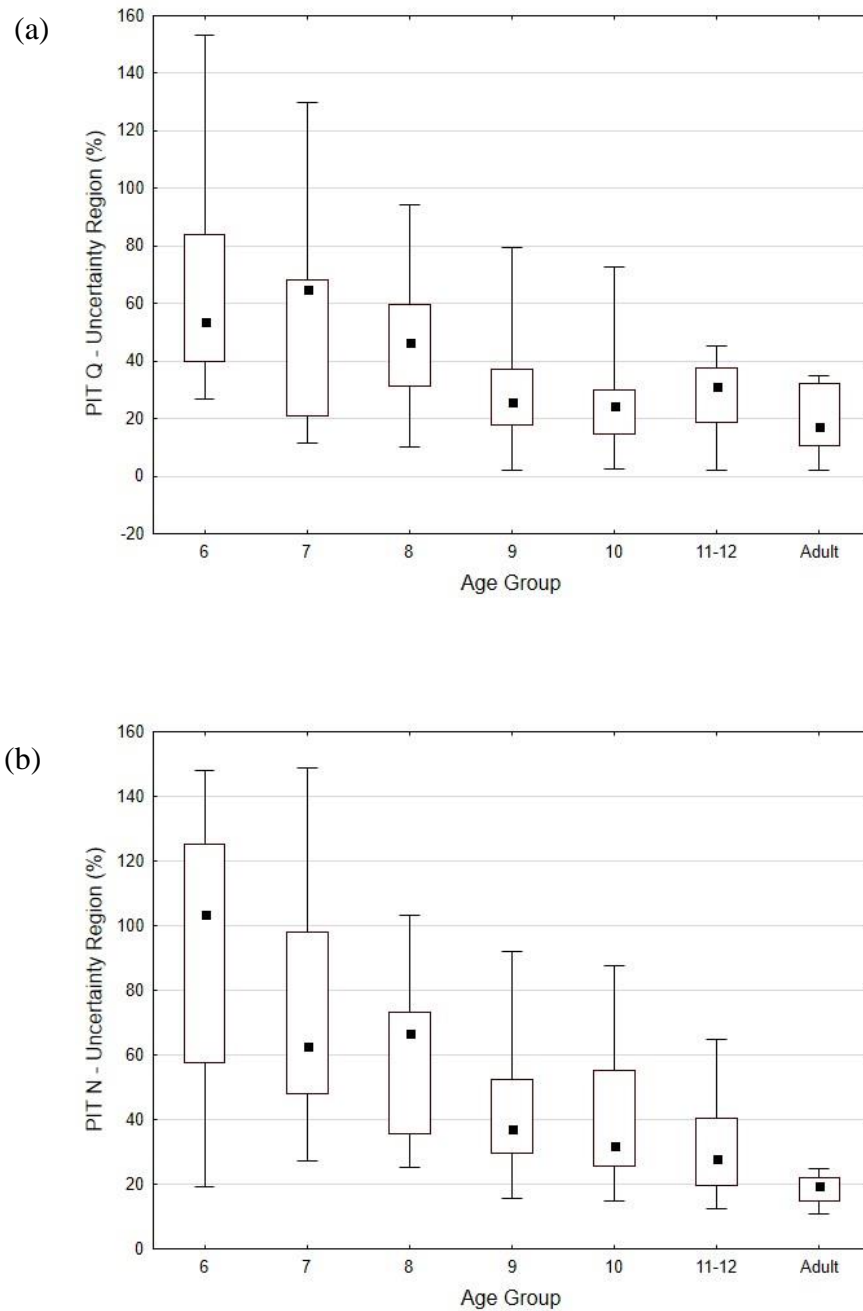 (a)
PIT Q - Uncertainty Region (%)
160
140
120
100
80
60
40
20
0
-20
6 7 8 9 10 11-12 Adult
Age Group
(b)
PIT N - Uncertainty Region (%)
160
140
120
100
80
60
40
20
0
6 7 8 9 10 11-12 Adult
Age Group